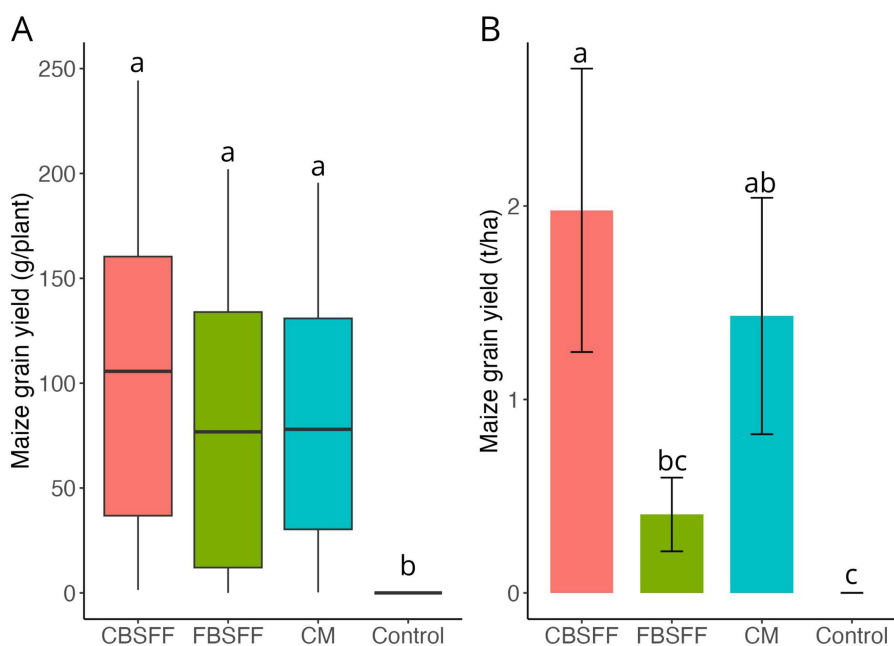 A
Maize grain yield (g/plant)
250
200
150
100
50
0
a
a
a
b
CBSFF FBSFF CM Control
B
Maize grain yield (t/ha)
2
1
0
a
bc
ab
c
CBSFF FBSFF CM Control